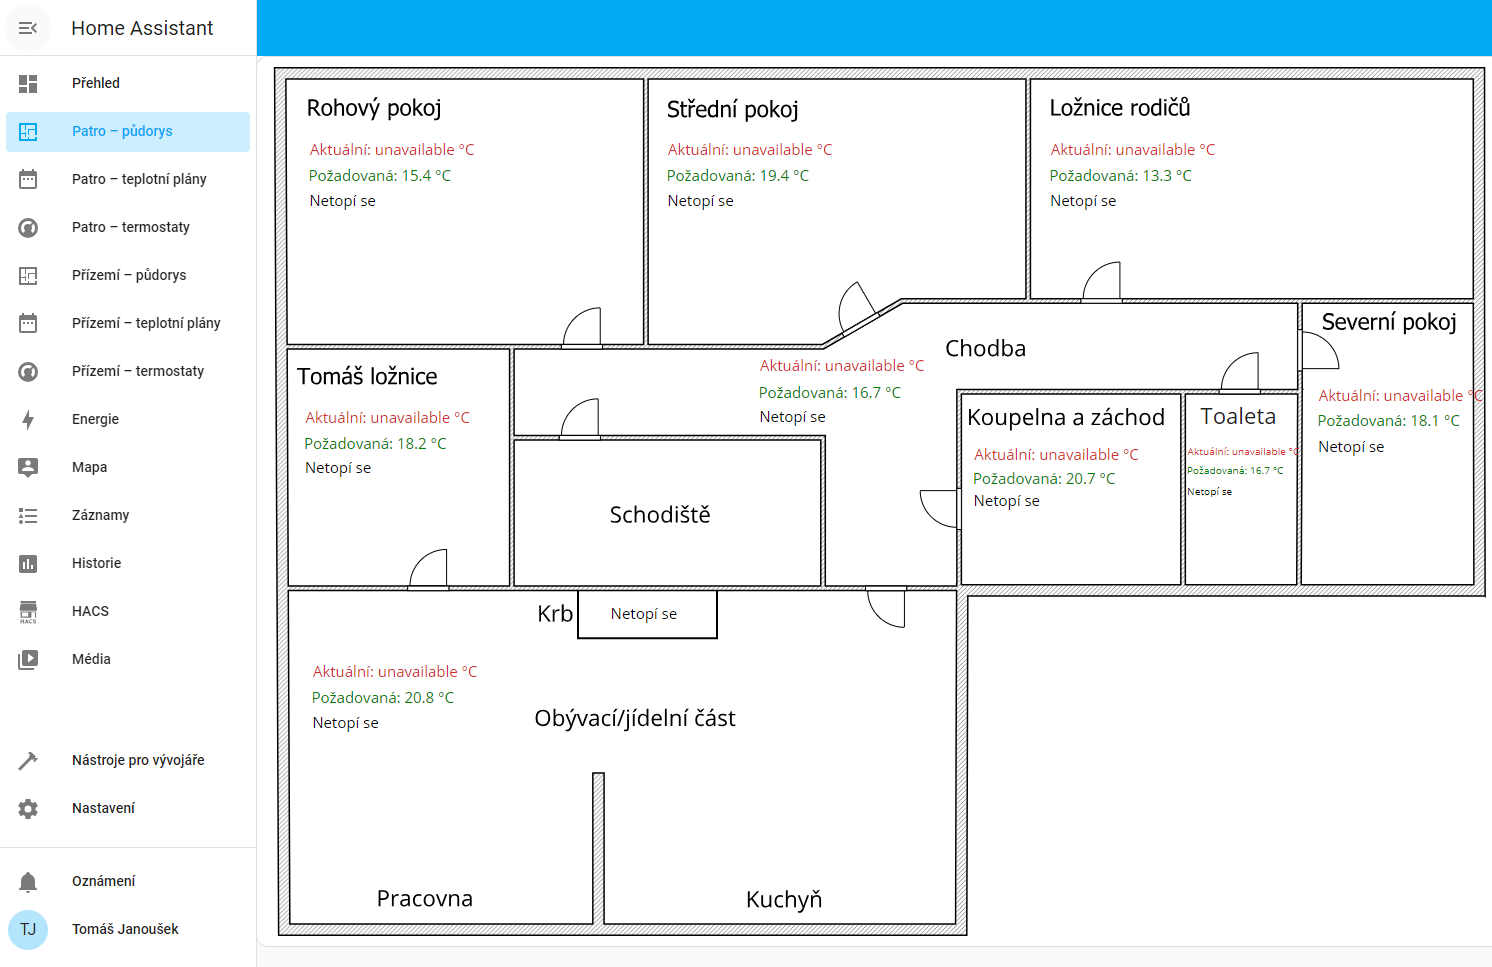 Home Assistant
Přehled
Patro – půdorys
Patro – teplotní plány
Patro – termostaty
Přízemí – půdorys
Přízemí – teplotní plány
Přízemí – termostaty
Energie
Mapa
Záznamy
Historie
HACS
HACS
Média
Nástroje pro vývojáře
Nastavení
Oznámení
TJ
Tomáš Janoušek
Rohový pokoj
Aktuální: unavailable °C
Požadovaná: 15.4 °C
Netopí se
Střední pokoj
Aktuální: unavailable °C
Požadovaná: 19.4 °C
Netopí se
Ložnice rodičů
Aktuální: unavailable °C
Požadovaná: 13.3 °C
Netopí se
Tomáš ložnice
Aktuální: unavailable °C
Požadovaná: 18.2 °C
Netopí se
Chodba
Aktuální: unavailable °C
Požadovaná: 16.7 °C
Netopí se
Severní pokoj
Aktuální: unavailable °C
Požadovaná: 18.1 °C
Netopí se
Koupelna a záchod
Aktuální: unavailable °C
Požadovaná: 20.7 °C
Netopí se
Toaleta
Aktuální: unavailable °C
Požadovaná: 16.7 °C
Netopí se
Schodiště
Krb
Netopí se
Aktuální: unavailable °C
Požadovaná: 20.8 °C
Netopí se
Obývací/jídelní část
Pracovna
Kuchyň